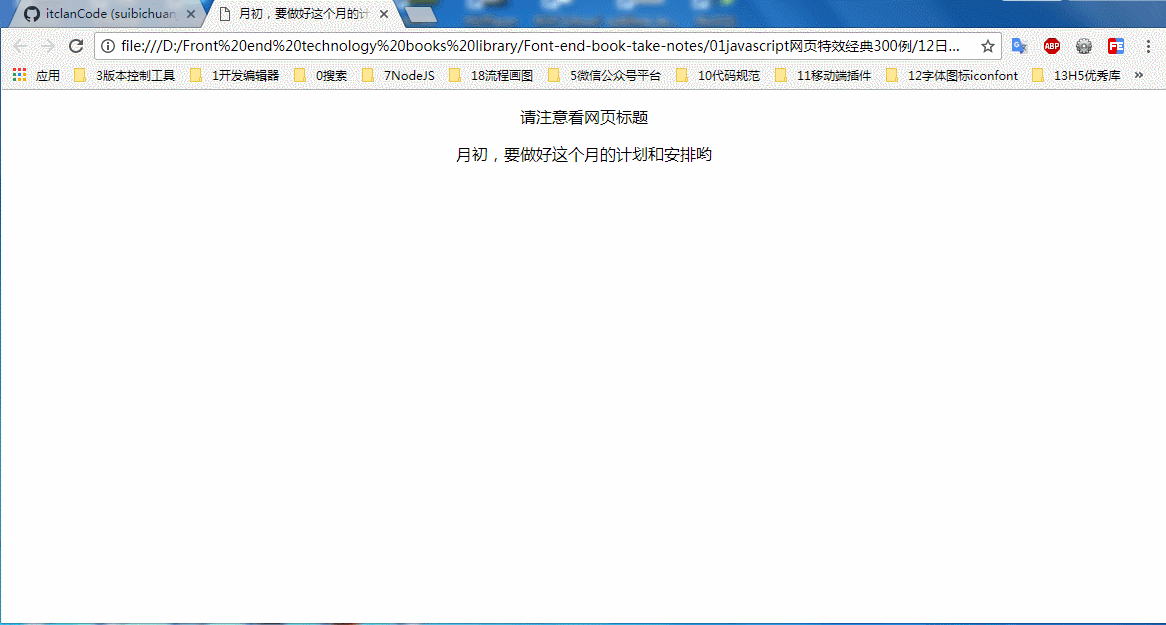 itclanCode (suibichuan
月初，要做好这个月的计
file:///D:/Front%20end%20technology%20books%20library/Font-end-book-take-notes/01javascript网页特效经典300例/12日...
ABP
FE
应用 3版本控制工具 1开发编辑器 0搜索 7NodeJS 18流程画图 5微信公众号平台 10代码规范 11移动端插件 12字体图标iconfont 13H5优秀库 »
请注意看网页标题
月初，要做好这个月的计划和安排哟